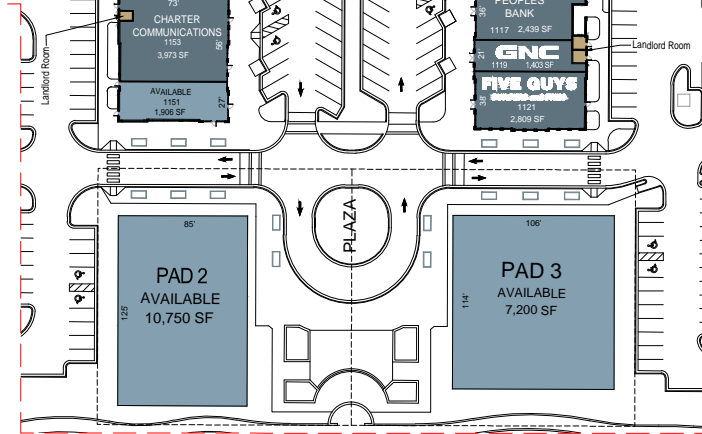 73'
CHARTER
COMMUNICATIONS
1153
3,973 SF
56'
Landlord Room
AVAILABLE
1151
1,906 SF
27'
PEOPLES
BANK
1117 2,439 SF
36'
GNC
1119 1,403 SF
21'
Landlord Room
FIVE GUYS
1121
2,809 SF
38'
PLAZA
85'
PAD 2
AVAILABLE
10,750 SF
125'
106'
PAD 3
AVAILABLE
7,200 SF
114'